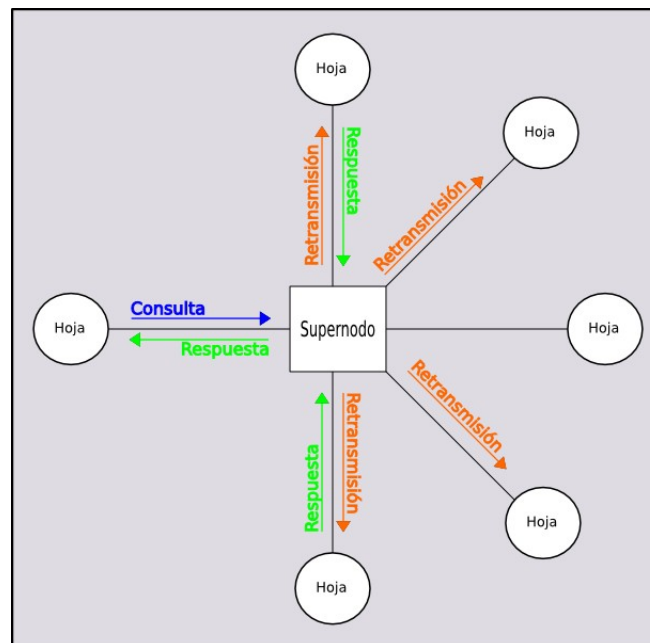 Hoja
Hoja
Retransmisión
Respuesta
Retransmisión
Consulta
Hoja
Supernodo
Hoja
Respuesta
Retransmisión
Respuesta
Retransmisión
Hoja
Hoja